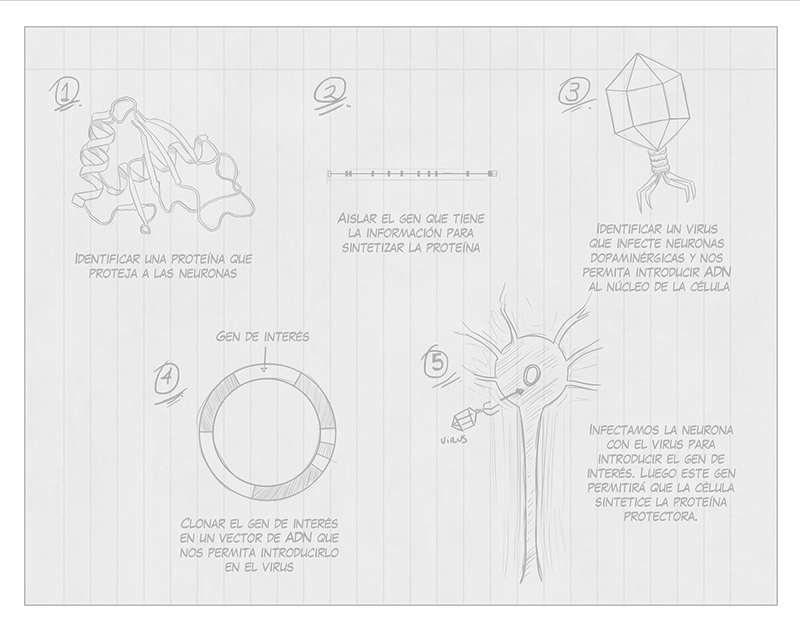 1
IDENTIFICAR UNA PROTEÍNA QUE
PROTEJA A LAS NEURONAS
2
AISLAR EL GEN QUE TIENE
LA INFORMACIÓN PARA
SINTETIZAR LA PROTEÍNA
3
IDENTIFICAR UN VIRUS
QUE INFECTE NEURONAS
DOPAMINÉRGICAS Y NOS
PERMITA INTRODUCIR ADN
AL NÚCLEO DE LA CÉLULA
4
GEN DE INTERÉS
CLONAR EL GEN DE INTERÉS
EN UN VECTOR DE ADN QUE
NOS PERMITA INTRODUCIRLO
EN EL VIRUS
5
VIRUS
INFECTAMOS LA NEURONA
CON EL VIRUS PARA
INTRODUCIR EL GEN DE
INTERÉS. LUEGO ESTE GEN
PERMITIRÁ QUE LA CÉLULA
SINTETICE LA PROTEÍNA
PROTECTORA.